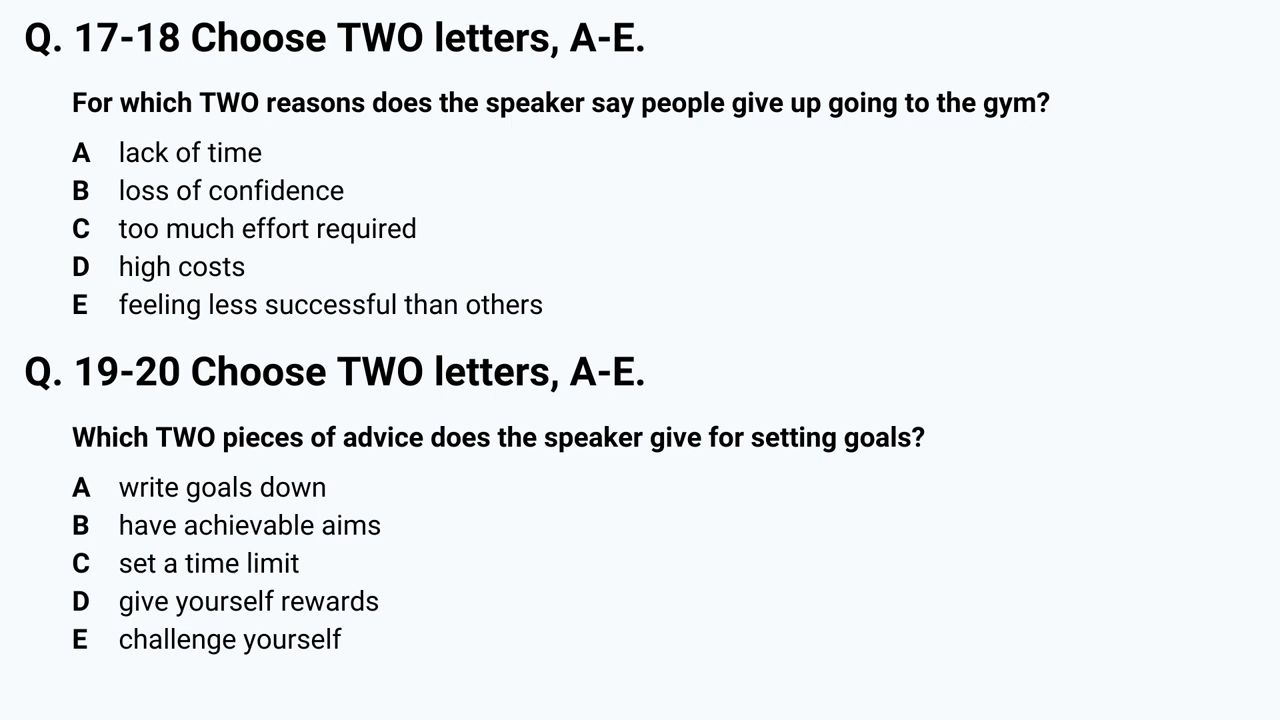 Q. 17-18 Choose TWO letters, A-E.
For which TWO reasons does the speaker say people give up going to the gym?
A lack of time
B loss of confidence
C too much effort required
D high costs
E feeling less successful than others
Q. 19-20 Choose TWO letters, A-E.
Which TWO pieces of advice does the speaker give for setting goals?
A write goals down
B have achievable aims
C set a time limit
D give yourself rewards
E challenge yourself